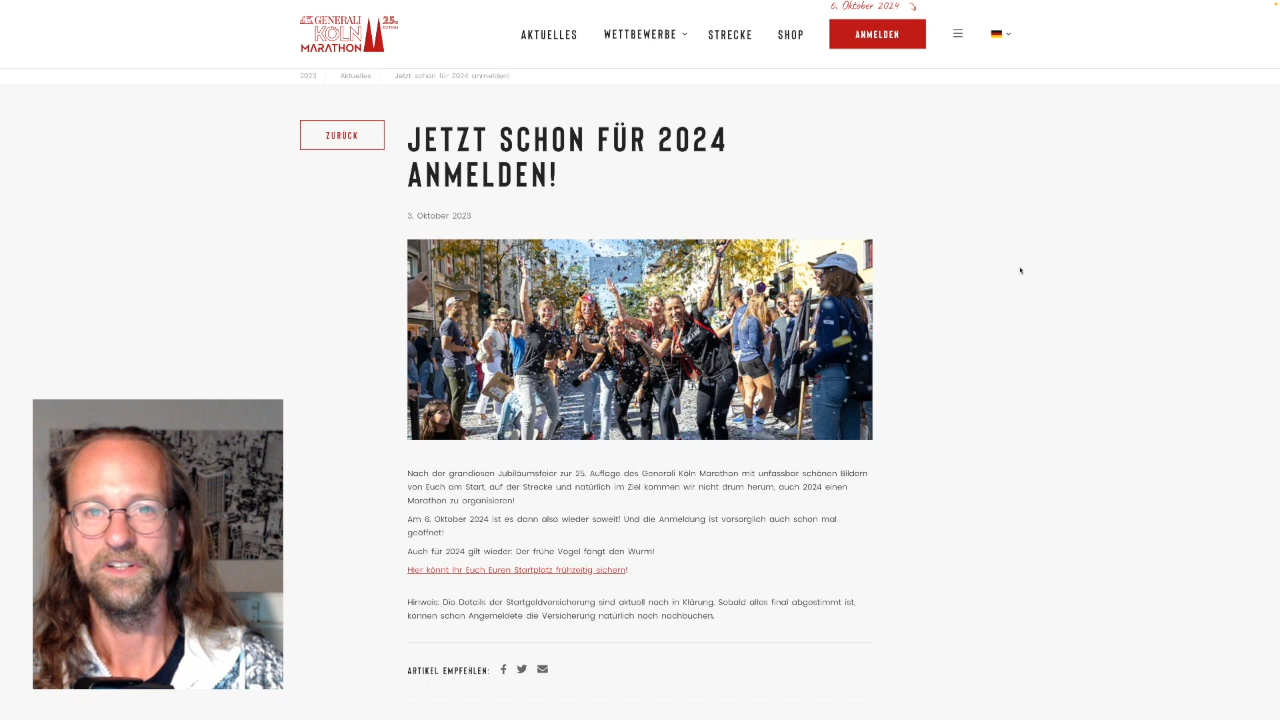 6. Oktober 2024
GENERALI
KÖLN
MARATHON
25.
EDITION
AKTUELLES
WETTBEWERBE
STRECKE
SHOP
ANMELDEN
2023
Aktuelles
Jetzt schon für 2024 anmelden!
ZURÜCK
JETZT SCHON FÜR 2024
ANMELDEN!
3. Oktober 2023
Nach der grandiosen Jubiläumsfeier zur 25. Auflage des Generali Köln Marathon mit unfassbar schönen Bildern
von Euch am Start, auf der Strecke und natürlich im Ziel kommen wir nicht drum herum, auch 2024 einen
Marathon zu organisieren!
Am 6. Oktober 2024 ist es dann also wieder soweit! Und die Anmeldung ist vorsorglich auch schon mal
geöffnet!
Auch für 2024 gilt wieder: Der frühe Vogel fängt den Wurm!
Hier könnt Ihr Euch Euren Startplatz frühzeitig sichern!
Hinweis: Die Details der Startgeldversicherung sind aktuell noch in Klärung. Sobald alles final abgestimmt ist,
können schon Angemeldete die Versicherung natürlich noch nachbuchen.
ARTIKEL EMPFEHLEN: